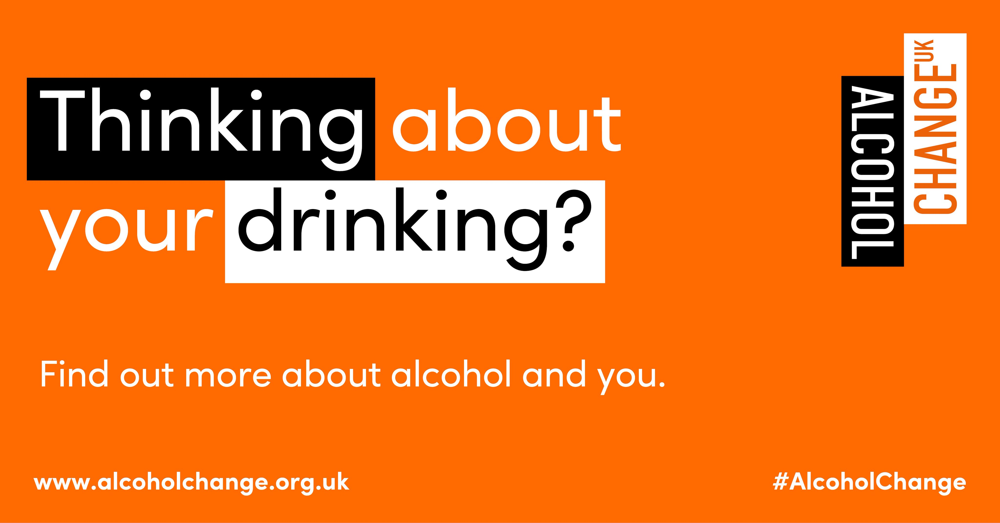 Thinking about
your drinking?
ALCOHOL
CHANGE UK
Find out more about alcohol and you.
www.alcoholchange.org.uk
#AlcoholChange